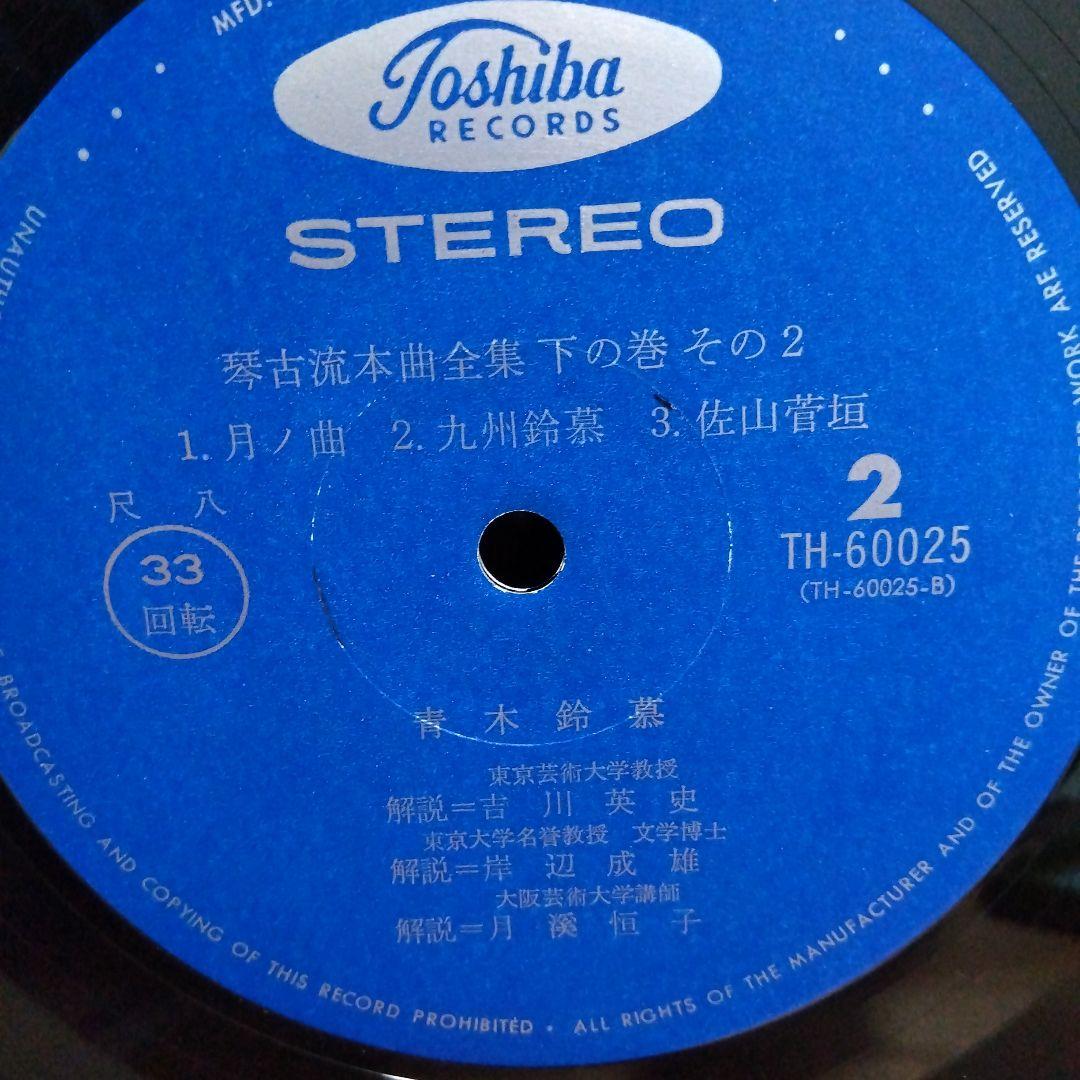 MFD.
Toshiba
RECORDS
STEREO
琴古流本曲全集 下の巻 その2
1. 月ノ曲 2. 九州鈴慕 3. 佐山菅垣
尺八
33
回転
2
TH-60025
(TH-60025-B)
青木鈴慕
東京芸術大学教授
解説=吉川英史
東京大学名誉教授 文学博士
解説=岸辺成雄
大阪芸術大学講師
解説=月溪恒子
BROADCASTING AND COPYING OF THIS RECORD PROHIBITED · ALL RIGHTS OF THE MANUFACTURER AND OF THE OWNER OF THE WORK ARE RESERVED